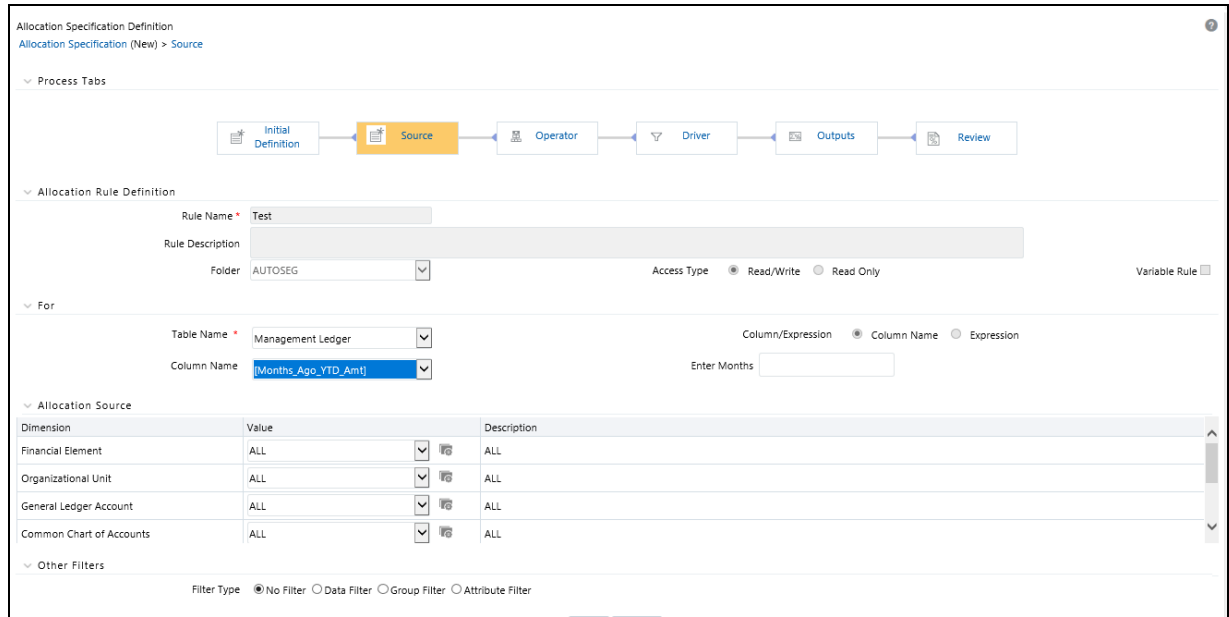 Allocation Specification Definition
Allocation Specification (New) > Source
Process Tabs
Initial Definition
Source
Operator
Driver
Outputs
Review
Allocation Rule Definition
Rule Name * Test
Rule Description
Folder AUTOSEG Access Type Read/Write Read Only Variable Rule
For
Table Name * Management Ledger Column/Expression Column Name Expression
Column Name [Months_Ago_YTD_Amt] Enter Months
Allocation Source
Dimension Value Description
Financial Element ALL ALL
Organizational Unit ALL ALL
General Ledger Account ALL ALL
Common Chart of Accounts ALL ALL
Other Filters
Filter Type No Filter Data Filter Group Filter Attribute Filter